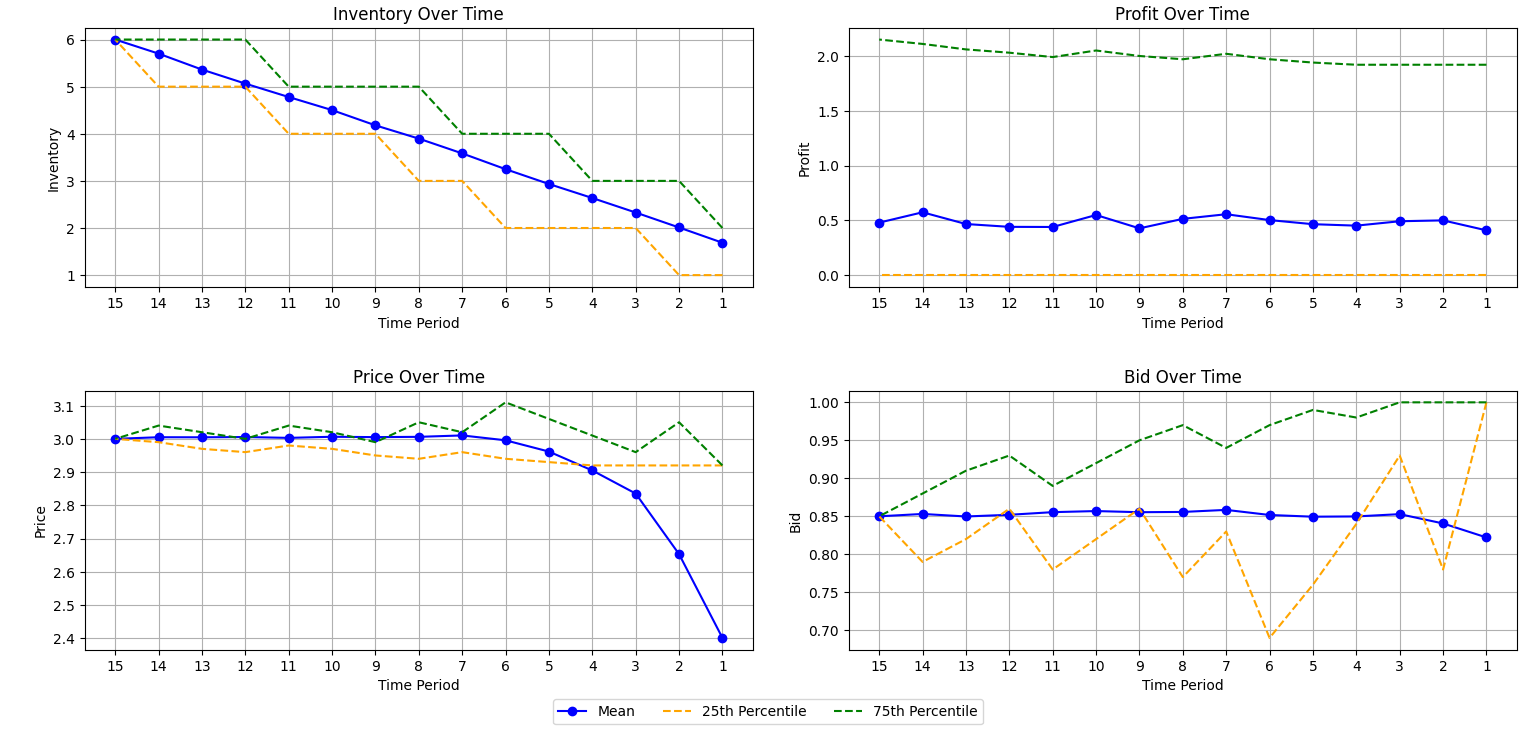 Inventory Over Time
6
5
4
3
2
1
Inventory
15 14 13 12 11 10 9 8 7 6 5 4 3 2 1
Time Period
Profit Over Time
2.0
1.5
1.0
0.5
0.0
Profit
15 14 13 12 11 10 9 8 7 6 5 4 3 2 1
Time Period
Price Over Time
3.1
3.0
2.9
2.8
2.7
2.6
2.5
2.4
Price
15 14 13 12 11 10 9 8 7 6 5 4 3 2 1
Time Period
Bid Over Time
1.00
0.95
0.90
0.85
0.80
0.75
0.70
Bid
15 14 13 12 11 10 9 8 7 6 5 4 3 2 1
Time Period
Mean 25th Percentile 75th Percentile